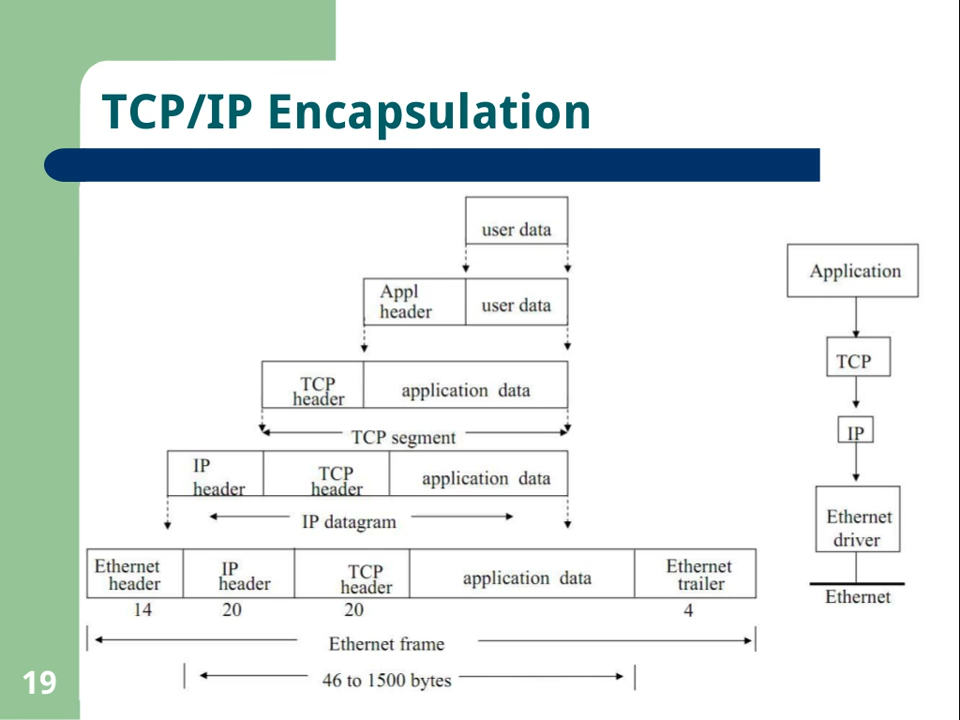 TCP/IP Encapsulation
user data
Appl
header
user data
TCP
header
application data
TCP segment
IP
header
TCP
header
application data
IP datagram
Ethernet
header
IP
header
TCP
header
application data
Ethernet
trailer
14
20
20
4
Ethernet frame
46 to 1500 bytes
Application
TCP
IP
Ethernet
driver
Ethernet
19